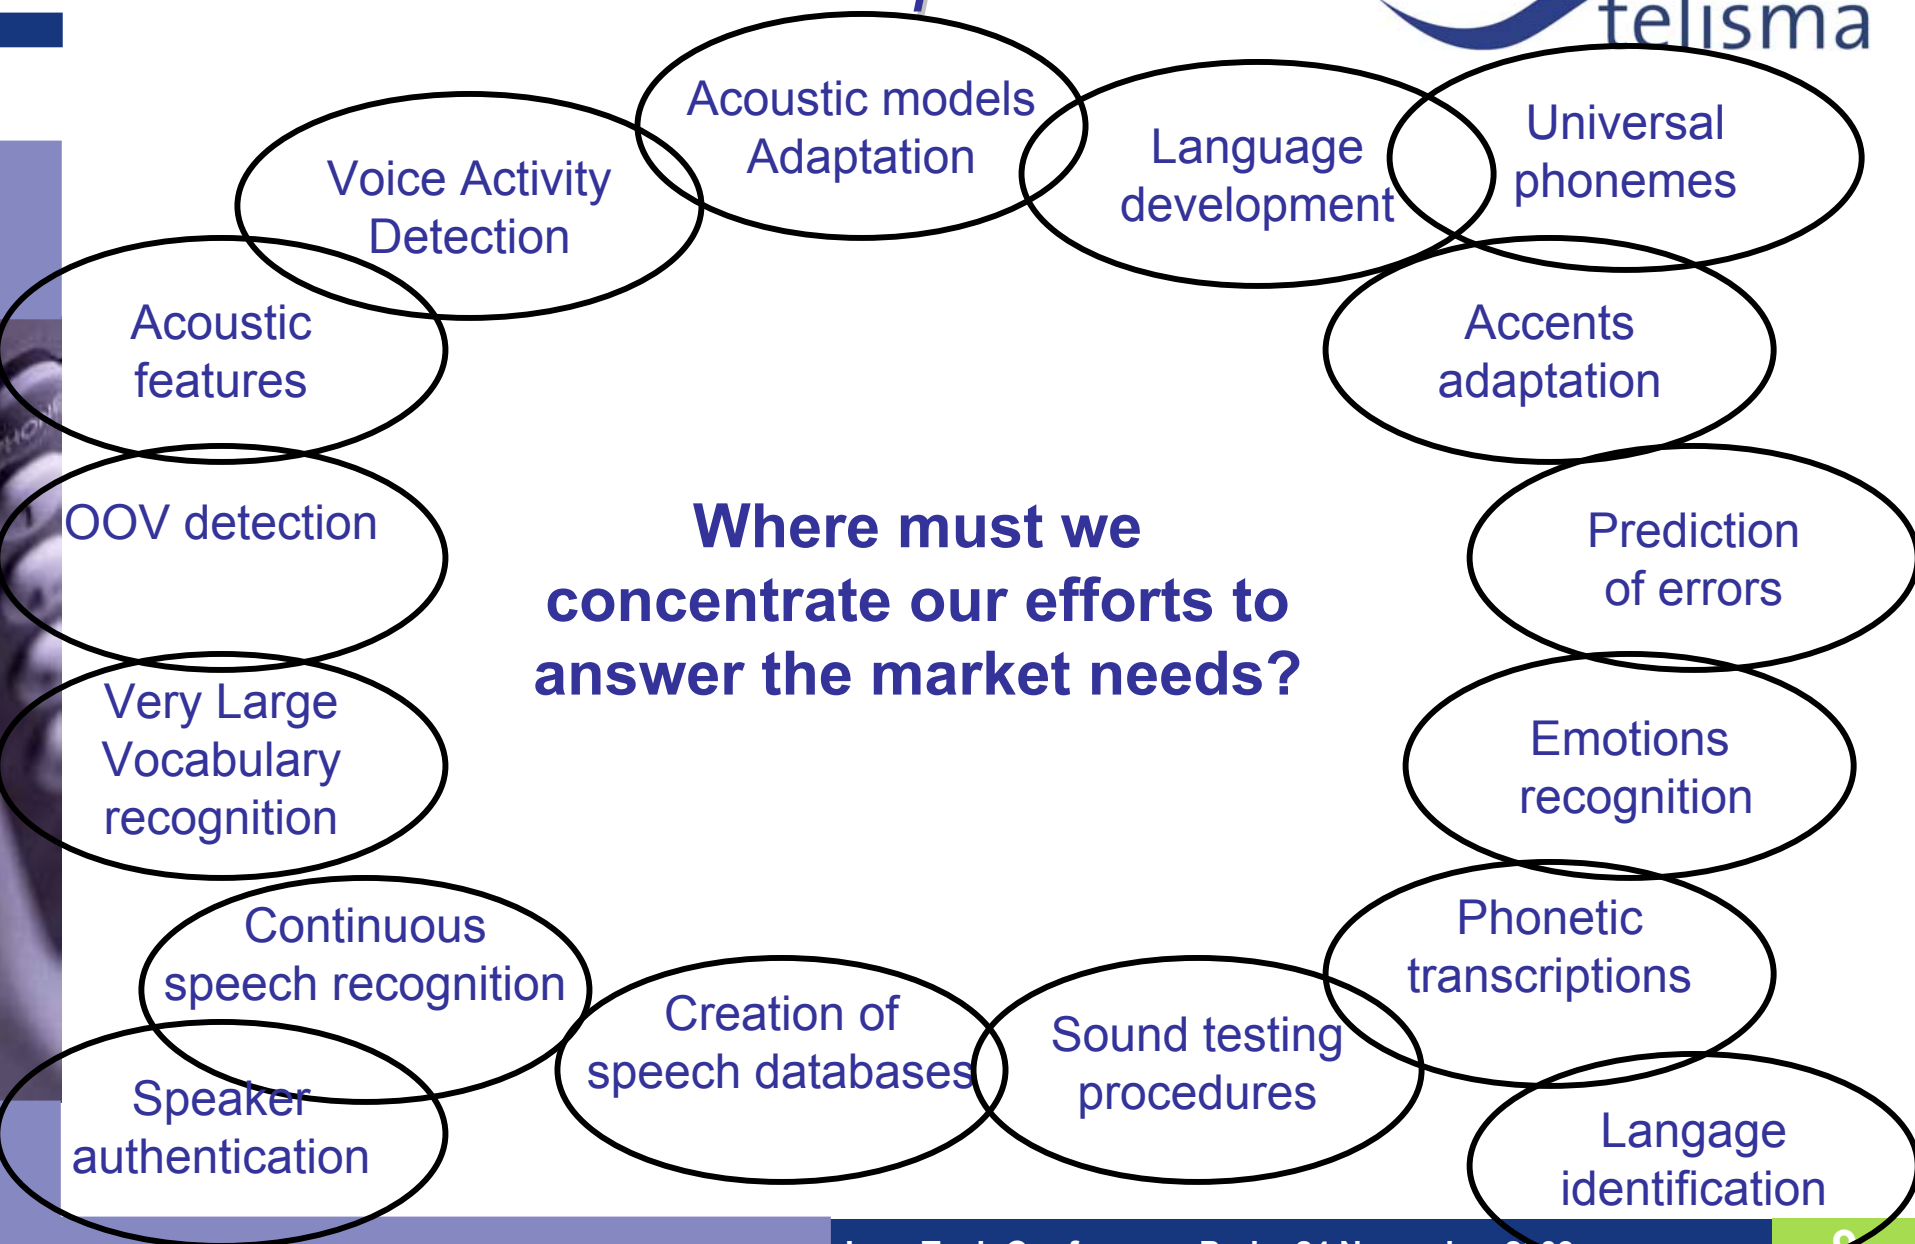 telisma
Acoustic models
Adaptation
Language
development
Universal
phonemes
Voice Activity
Detection
Acoustic
features
Accents
adaptation
OOV detection
Where must we
concentrate our efforts to
answer the market needs?
Prediction
of errors
Very Large
Vocabulary
recognition
Emotions
recognition
Continuous
speech recognition
Phonetic
transcriptions
Creation of
speech databases
Sound testing
procedures
Speaker
authentication
Langage
identification